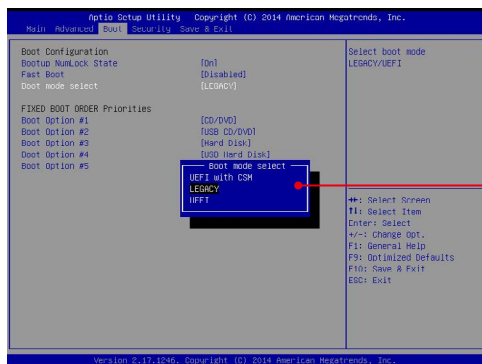 Aptio Setup Utility Copyright (C) 2014 American Megatrends, Inc.
Main Advanced Boot Security Save & Exit
Boot Configuration
Bootup NumLock State [On]
Fast Boot [Disabled]
Boot mode select [LEGACY]
FIXED BOOT ORDER Priorities
Boot Option #1 [CD/DVD]
Boot Option #2 [USB CD/DVD]
Boot Option #3 [Hard Disk]
Boot Option #4 [USB Hard Disk]
Boot Option #5
Boot mode select
UEFI with CSM
LEGACY
UEFI
Select boot mode
LEGACY/UEFI
++: Select Screen
↑↓: Select Item
Enter: Select
+/-: Change Opt.
F1: General Help
F9: Optimized Defaults
F10: Save & Exit
ESC: Exit
Version 2.17.1246. Copyright (C) 2014 American Megatrends, Inc.